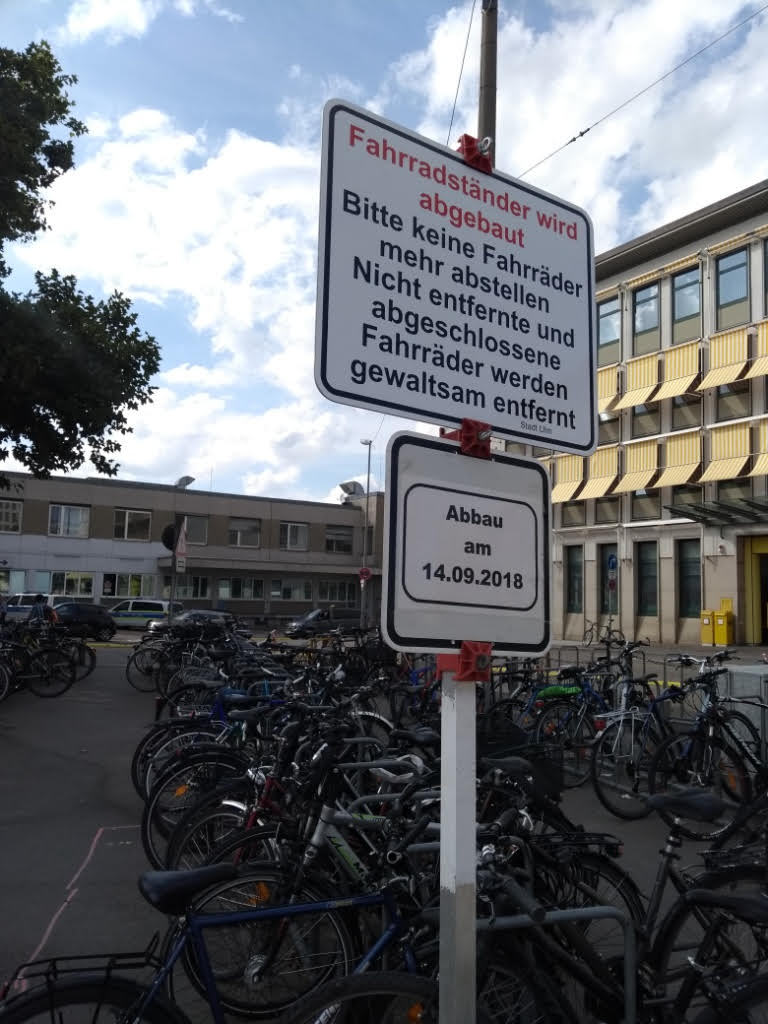 Fahrradständer wird
abgebaut
Bitte keine Fahrräder
mehr abstellen
Nicht entfernte und
abgeschlossene
Fahrräder werden
gewaltsam entfernt
Stadt Ulm
Abbau
am
14.09.2018